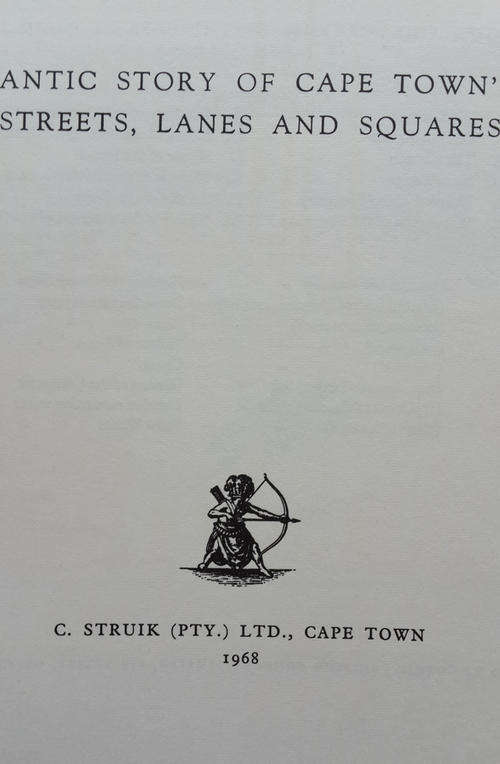 ANTIC STORY OF CAPE TOWN'
STREETS, LANES AND SQUARES
C. STRUIK (PTY.) LTD., CAPE TOWN
1968